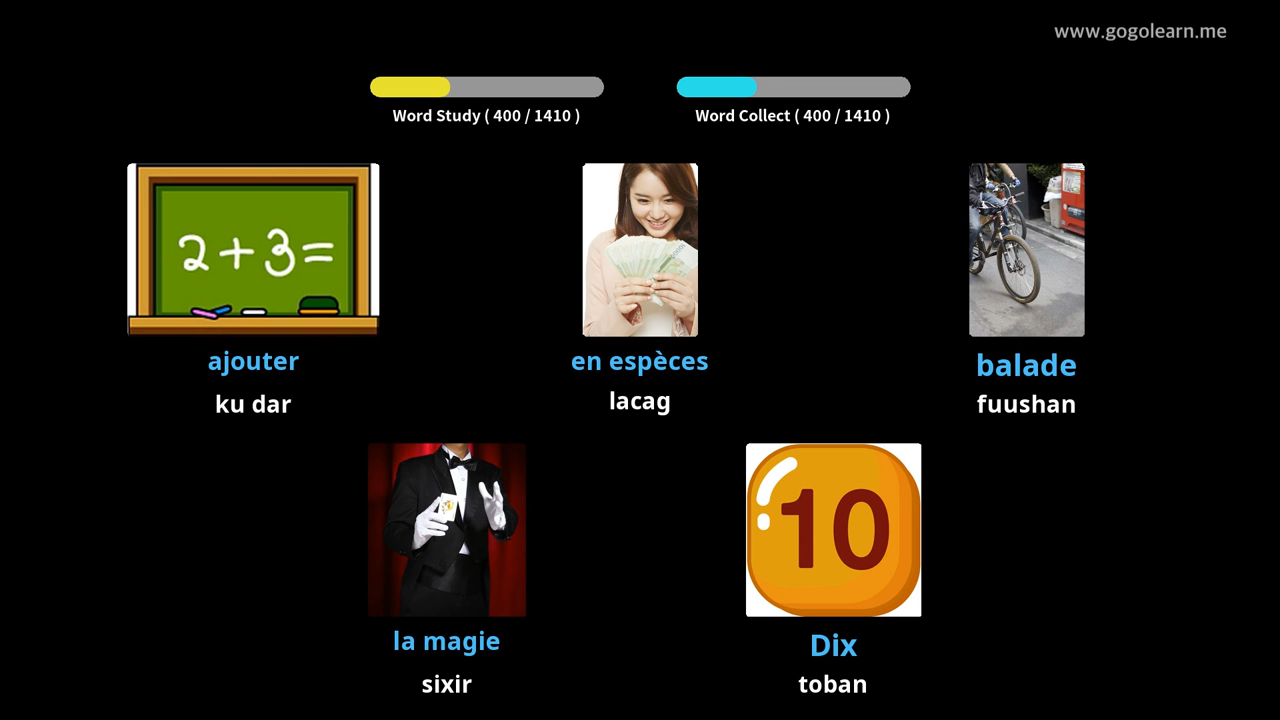 www.gogolearn.me
Word Study ( 400 / 1410 )
Word Collect ( 400 / 1410 )
2+3=
ajouter
ku dar
en espèces
lacag
balade
fuushan
la magie
sixir
10
Dix
toban